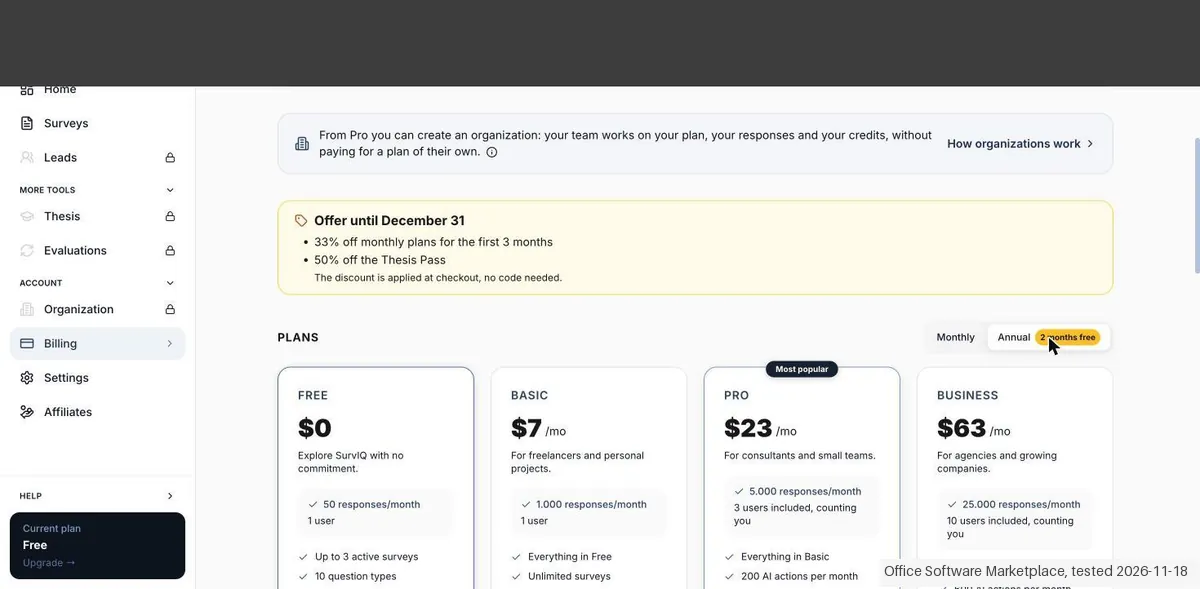 Home
Surveys
Leads
MORE TOOLS
Thesis
Evaluations
ACCOUNT
Organization
Billing
Settings
Affiliates
HELP
Current plan
Free
Upgrade →
From Pro you can create an organization: your team works on your plan, your responses and your credits, without
paying for a plan of their own.
How organizations work
Offer until December 31
• 33% off monthly plans for the first 3 months
• 50% off the Thesis Pass
The discount is applied at checkout, no code needed.
PLANS
Monthly
Annual
2 months free
FREE
$0
Explore SurvIQ with no
commitment.
50 responses/month
1 user
Up to 3 active surveys
10 question types
BASIC
$7 /mo
For freelancers and personal
projects.
1.000 responses/month
1 user
Everything in Free
Unlimited surveys
Most popular
PRO
$23 /mo
For consultants and small teams.
5.000 responses/month
3 users included, counting
you
Everything in Basic
200 AI actions per month
BUSINESS
$63 /mo
For agencies and growing
companies.
25.000 responses/month
10 users included, counting
you
Office Software Marketplace, tested 2026-11-18